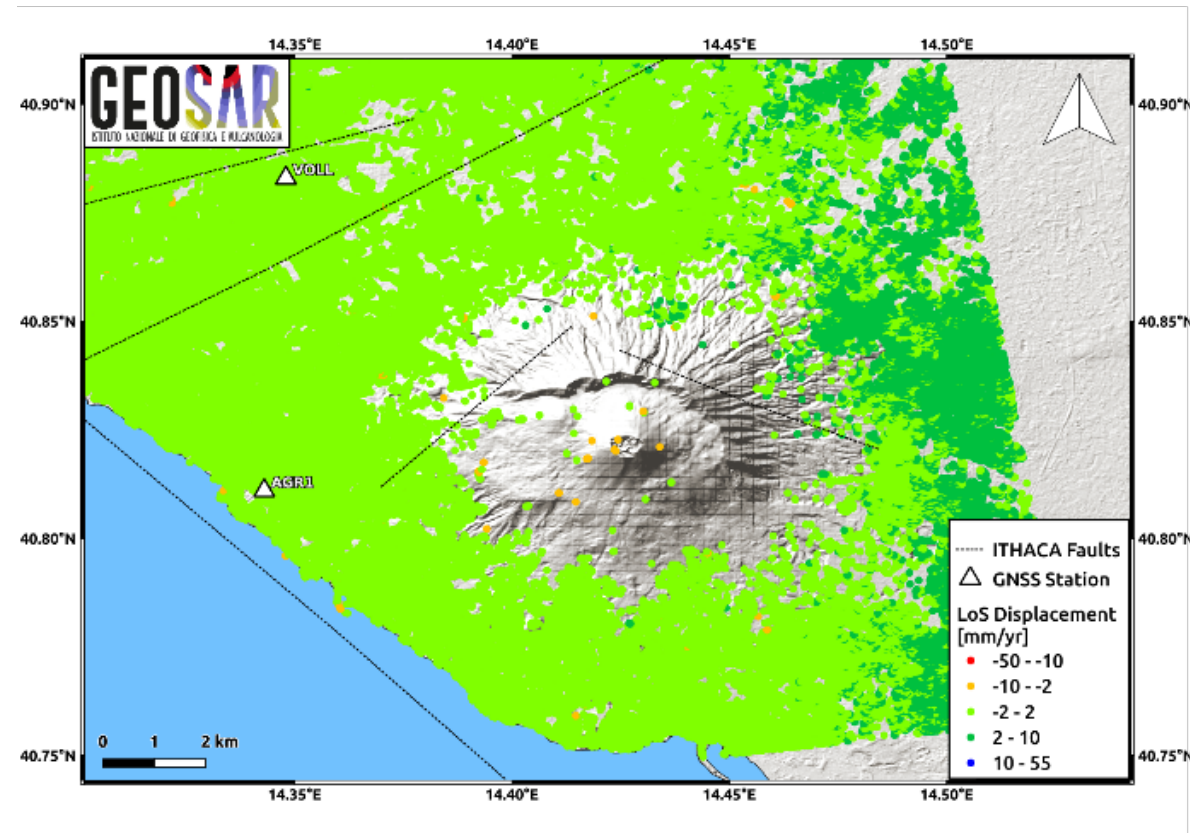 14.35°E 14.40°E 14.45°E 14.50°E
GEOSAR
ISTITUTO NAZIONALE DI GEOFISICA E VULCANOLOGIA
40.90°N 40.90°N
VOLL
40.85°N 40.85°N
AGR1
40.80°N 40.80°N
ITHACA Faults
GNSS Station
LoS Displacement
[mm/yr]
-50 - -10
-10 - -2
-2 - 2
2 - 10
10 - 55
0 1 2 km
40.75°N 40.75°N
14.35°E 14.40°E 14.45°E 14.50°E